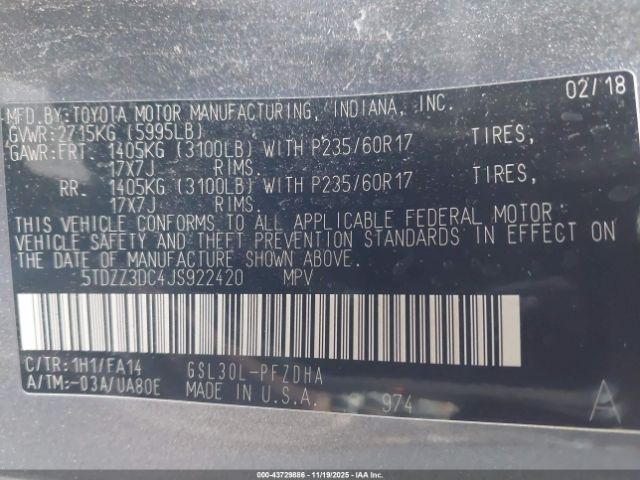 02/18
MFD.BY:TOYOTA MOTOR MANUFACTURING, INDIANA, INC.
GVWR:2715KG (5995LB)
GAWR:FRT. 1405KG (3100LB) WITH P235/60R17 TIRES,
17X7J RIMS.
RR. 1405KG (3100LB) WITH P235/60R17 TIRES,
17X7J RIMS.
THIS VEHICLE CONFORMS TO ALL APPLICABLE FEDERAL MOTOR
VEHICLE SAFETY AND THEFT PREVENTION STANDARDS IN EFFECT ON
THE DATE OF MANUFACTURE SHOWN ABOVE.
5TDZZ3DC4JS922420 MPV
C/TR:1H1/FA14 GSL30L-PFZDHA
A/TM:-03A/UA80E MADE IN U.S.A. 974 A
000-43729886 - 11/19/2025 - IAA Inc.